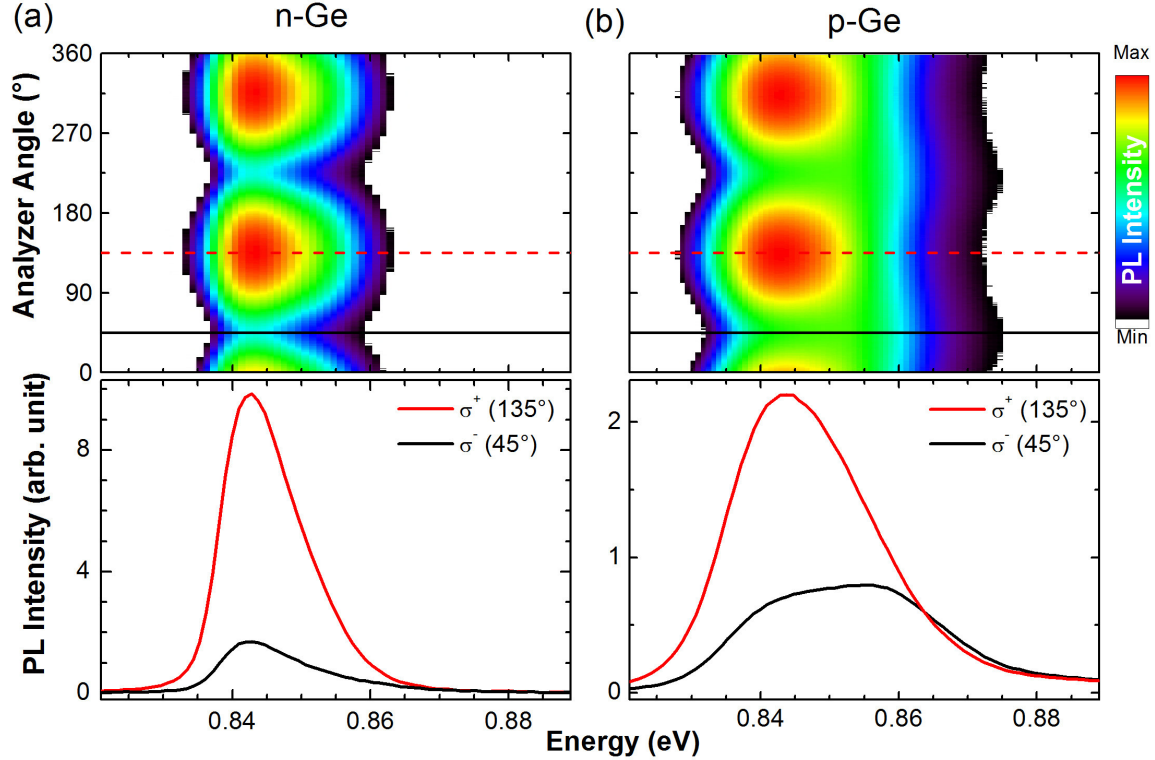 (a)
n-Ge
(b)
p-Ge
Analyzer Angle (°)
360
270
180
90
0
Max
PL Intensity
Min
PL Intensity (arb. unit)
8
4
0
σ+ (135°)
σ- (45°)
2
1
0
σ+ (135°)
σ- (45°)
0.84
0.86
0.88
0.84
0.86
0.88
Energy (eV)